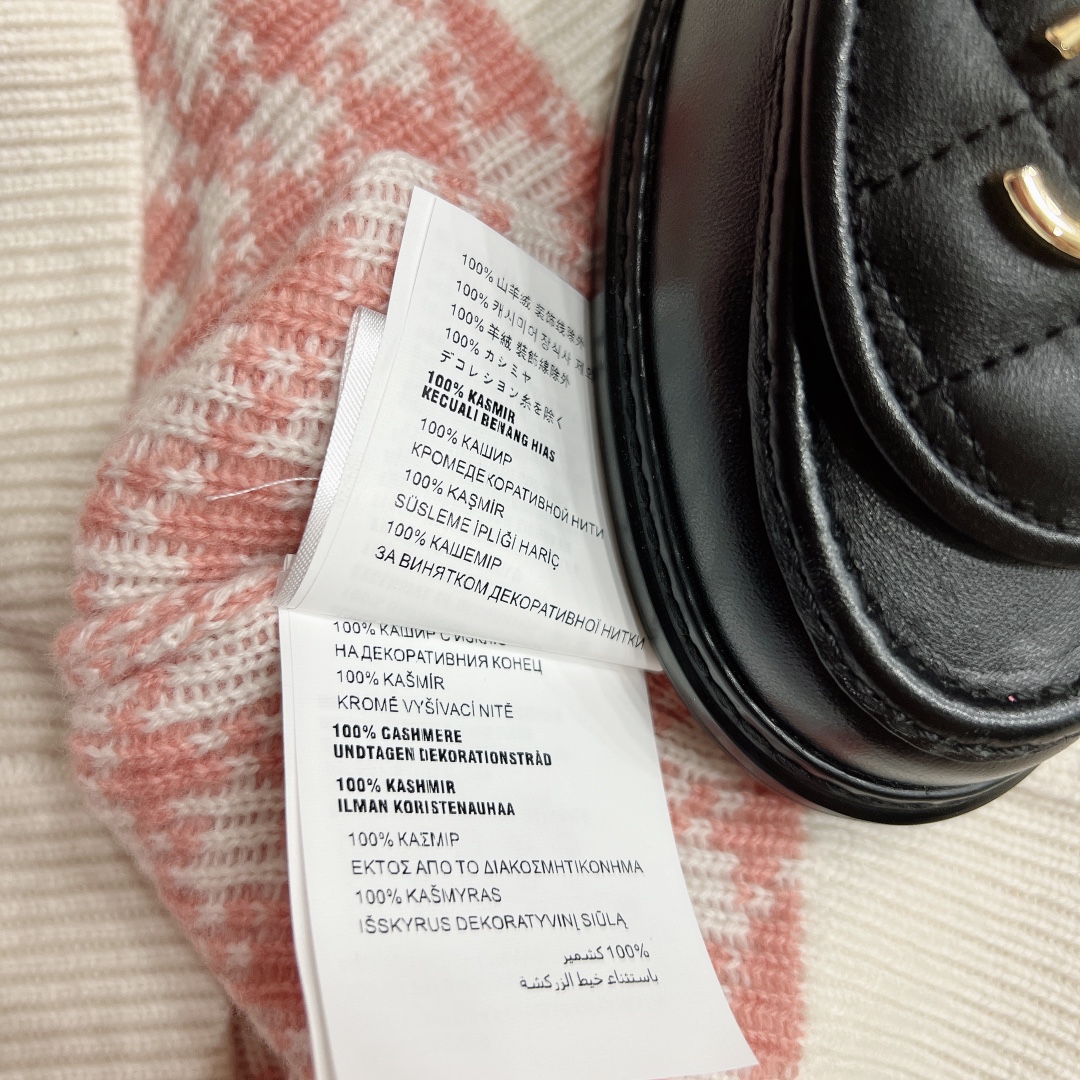 100% 山羊绒 装饰线除外
100% 캐시미어 장식사 제외
100% 羊絨 裝飾線除外
100% カシミヤ
デコレション糸を除く
100% KASMIR
KECUALI BENANG HIAS
100% КАШИР
КРОМЕДЕКОРАТИВНОЙ НИТИ
100% KAŞMİR
SÜSLEME İPLİĞİ HARİÇ
100% КАШЕМІР
ЗА ВИНЯТКОМ ДЕКОРАТИВНОЇ НИТКИ
100% КАШИР С
НА ДЕКОРАТИВНИЯ КОНЕЦ
100% KAŠMÍR
KROMĚ VYŠÍVACÍ NITĚ
100% CASHMERE
UNDTAGEN DEKORATIONSTRÅD
100% KASHMIR
ILMAN KORISTENAUHAA
100% ΚΑΣΜΙΡ
ΕΚΤΟΣ ΑΠΟ ΤΟ ΔΙΑΚΟΣΜΗΤΙΚΟΝΗΜΑ
100% KAŠMYRAS
IŠSKYRUS DEKORATYVINĮ SIŪLĄ
100% كشمير
باستثناء خيط الزركشة